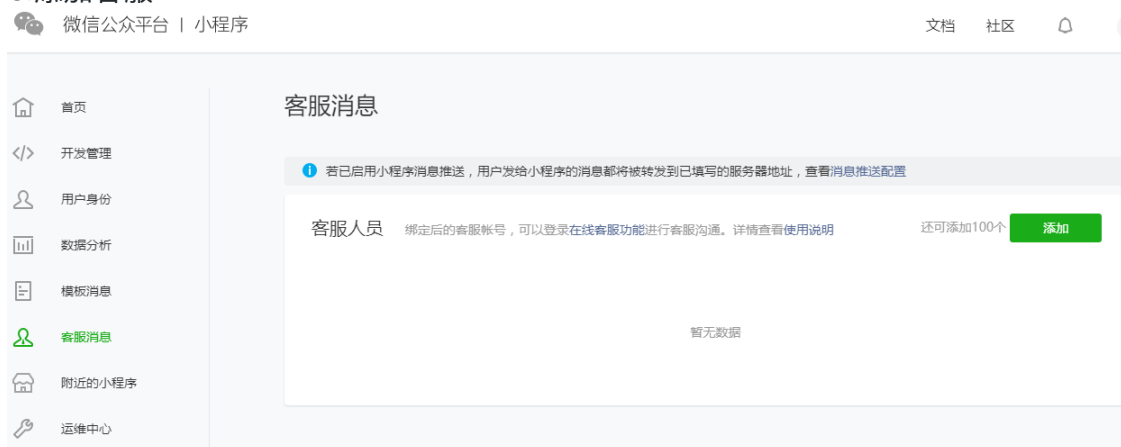 微信公众平台 | 小程序
文档 社区
首页
开发管理
用户身份
数据分析
模板消息
客服消息
附近的小程序
运维中心
客服消息
若已启用小程序消息推送，用户发给小程序的消息都将被转发到已填写的服务器地址，查看消息推送配置
客服人员 绑定后的客服帐号，可以登录在线客服功能进行客服沟通。详情查看使用说明 还可添加100个 添加
暂无数据